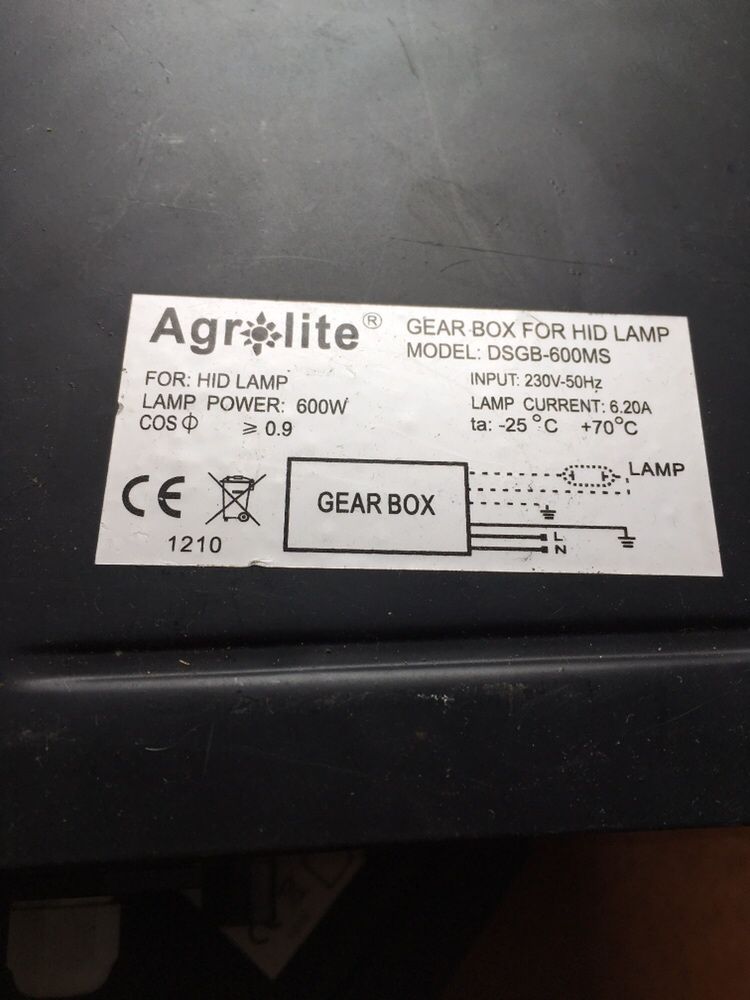 Agrolite®
GEAR BOX FOR HID LAMP
MODEL: DSGB-600MS
FOR: HID LAMP
LAMP POWER: 600W
COS Φ ≥ 0.9
INPUT: 230V-50Hz
LAMP CURRENT: 6.20A
ta: -25°C +70°C
CE
1210
GEAR BOX
LAMP
L
N